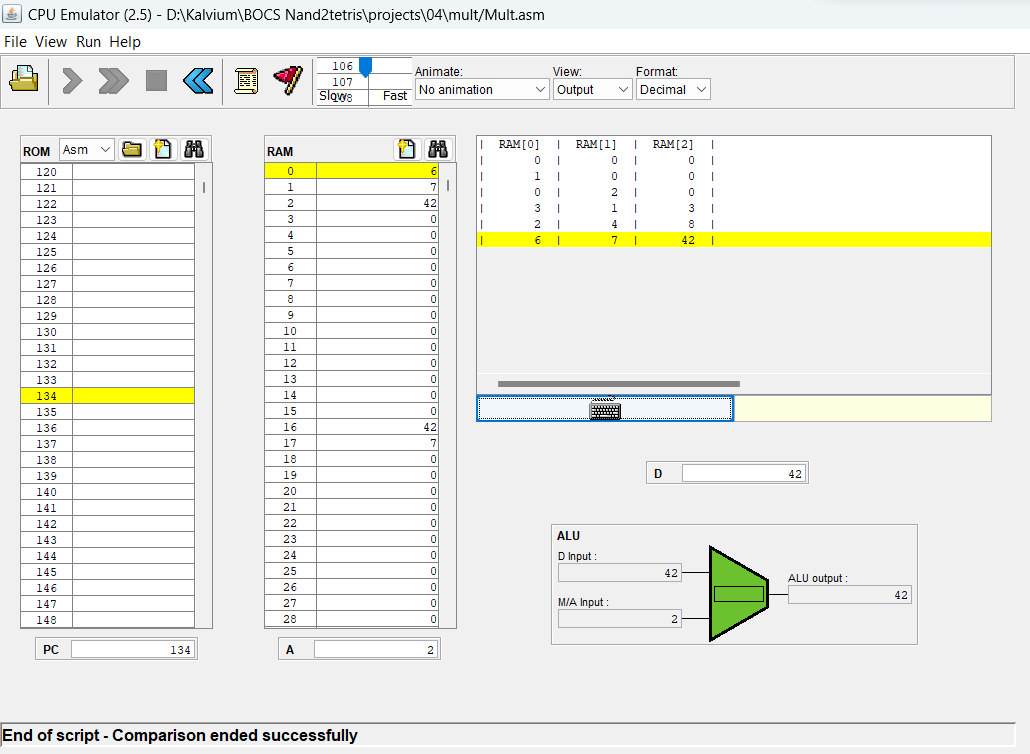 CPU Emulator (2.5) - D:\Kalvium\BOCS Nand2tetris\projects\04\mult/Mult.asm
File View Run Help
106
107
108
Slow Fast
Animate:
No animation
View:
Output
Format:
Decimal
ROM Asm
120
121
122
123
124
125
126
127
128
129
130
131
132
133
134
135
136
137
138
139
140
141
142
143
144
145
146
147
148
PC 134
RAM
0 6
1 7
2 42
3 0
4 0
5 0
6 0
7 0
8 0
9 0
10 0
11 0
12 0
13 0
14 0
15 0
16 42
17 7
18 0
19 0
20 0
21 0
22 0
23 0
24 0
25 0
26 0
27 0
28 0
A 2
| RAM[0] | RAM[1] | RAM[2] |
| 0 | 0 | 0 |
| 1 | 0 | 0 |
| 0 | 2 | 0 |
| 3 | 1 | 3 |
| 2 | 4 | 8 |
| 6 | 7 | 42 |
D 42
ALU
D Input :
42
M/A Input :
2
ALU output :
42
End of script - Comparison ended successfully